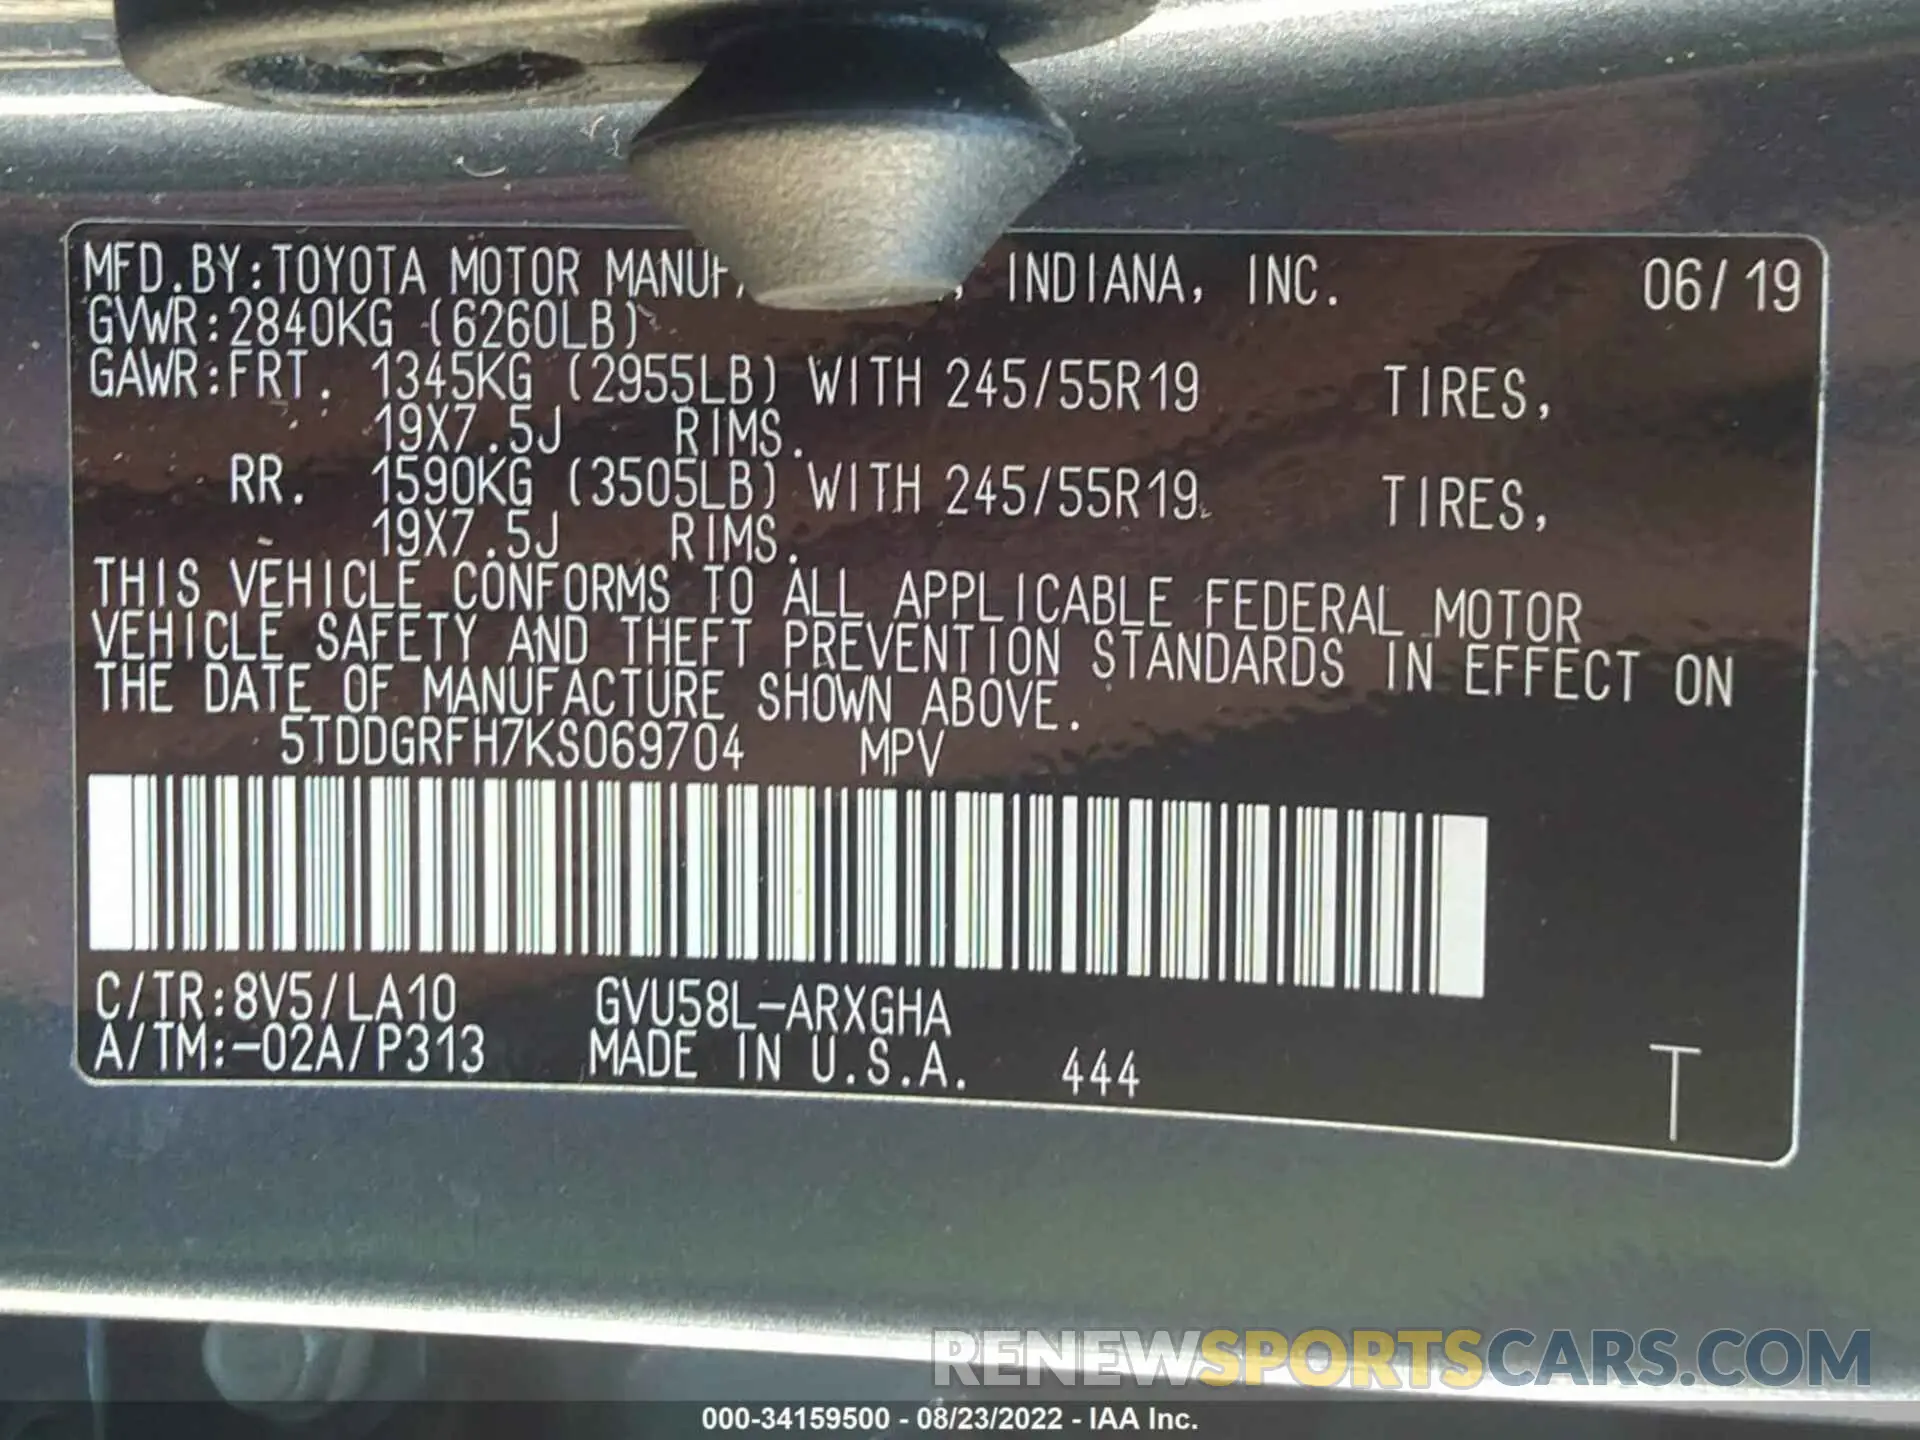 MFD.BY:TOYOTA MOTOR INDIANA, INC. 06/19
GVWR:2840KG (6260LB)
GAWR:FRT. 1345KG (2955LB) WITH 245/55R19 TIRES,
19X7.5J RIMS.
RR. 1590KG (3505LB) WITH 245/55R19 TIRES,
19X7.5J RIMS.
THIS VEHICLE CONFORMS TO ALL APPLICABLE FEDERAL MOTOR
VEHICLE SAFETY AND THEFT PREVENTION STANDARDS IN EFFECT ON
THE DATE OF MANUFACTURE SHOWN ABOVE.
5TDDGRFH7KS069704 MPV
C/TR:8V5/LA10 GVU58L-ARXGHA
A/TM:-02A/P313 MADE IN U.S.A. 444
T
RENEWSPORTSCARS.COM
000-34159500 - 08/23/2022 - IAA Inc.